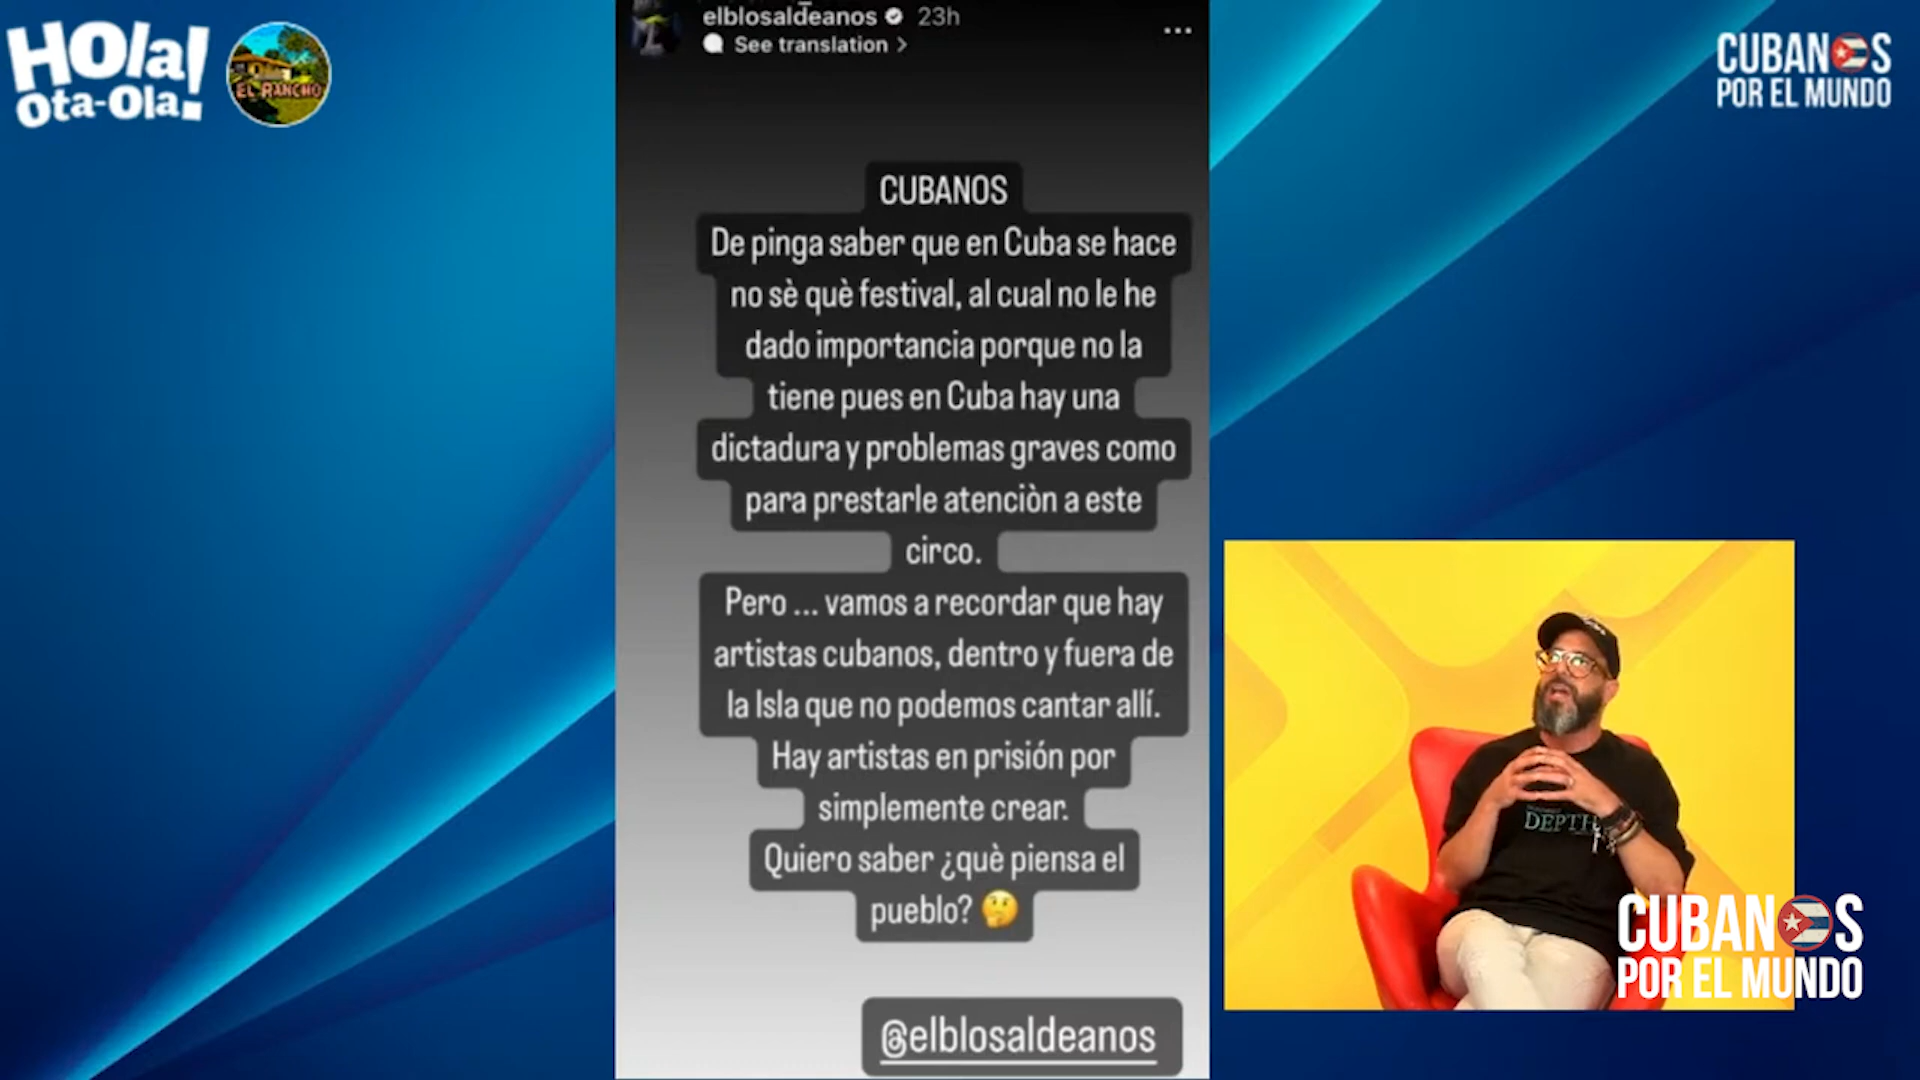 HOla!
Ota-Ola!
EL RANCHO
elblosaldeanos 23h
See translation >
CUBANOS
POR EL MUNDO
CUBANOS
De pinga saber que en Cuba se hace
no sè què festival, al cual no le he
dado importancia porque no la
tiene pues en Cuba hay una
dictadura y problemas graves como
para prestarle atenciòn a este
circo.
Pero ... vamos a recordar que hay
artistas cubanos, dentro y fuera de
la Isla que no podemos cantar allí.
Hay artistas en prisión por
simplemente crear.
Quiero saber ¿què piensa el
pueblo? 🤔
@elblosaldeanos
DEPTH
CUBANOS
POR EL MUNDO